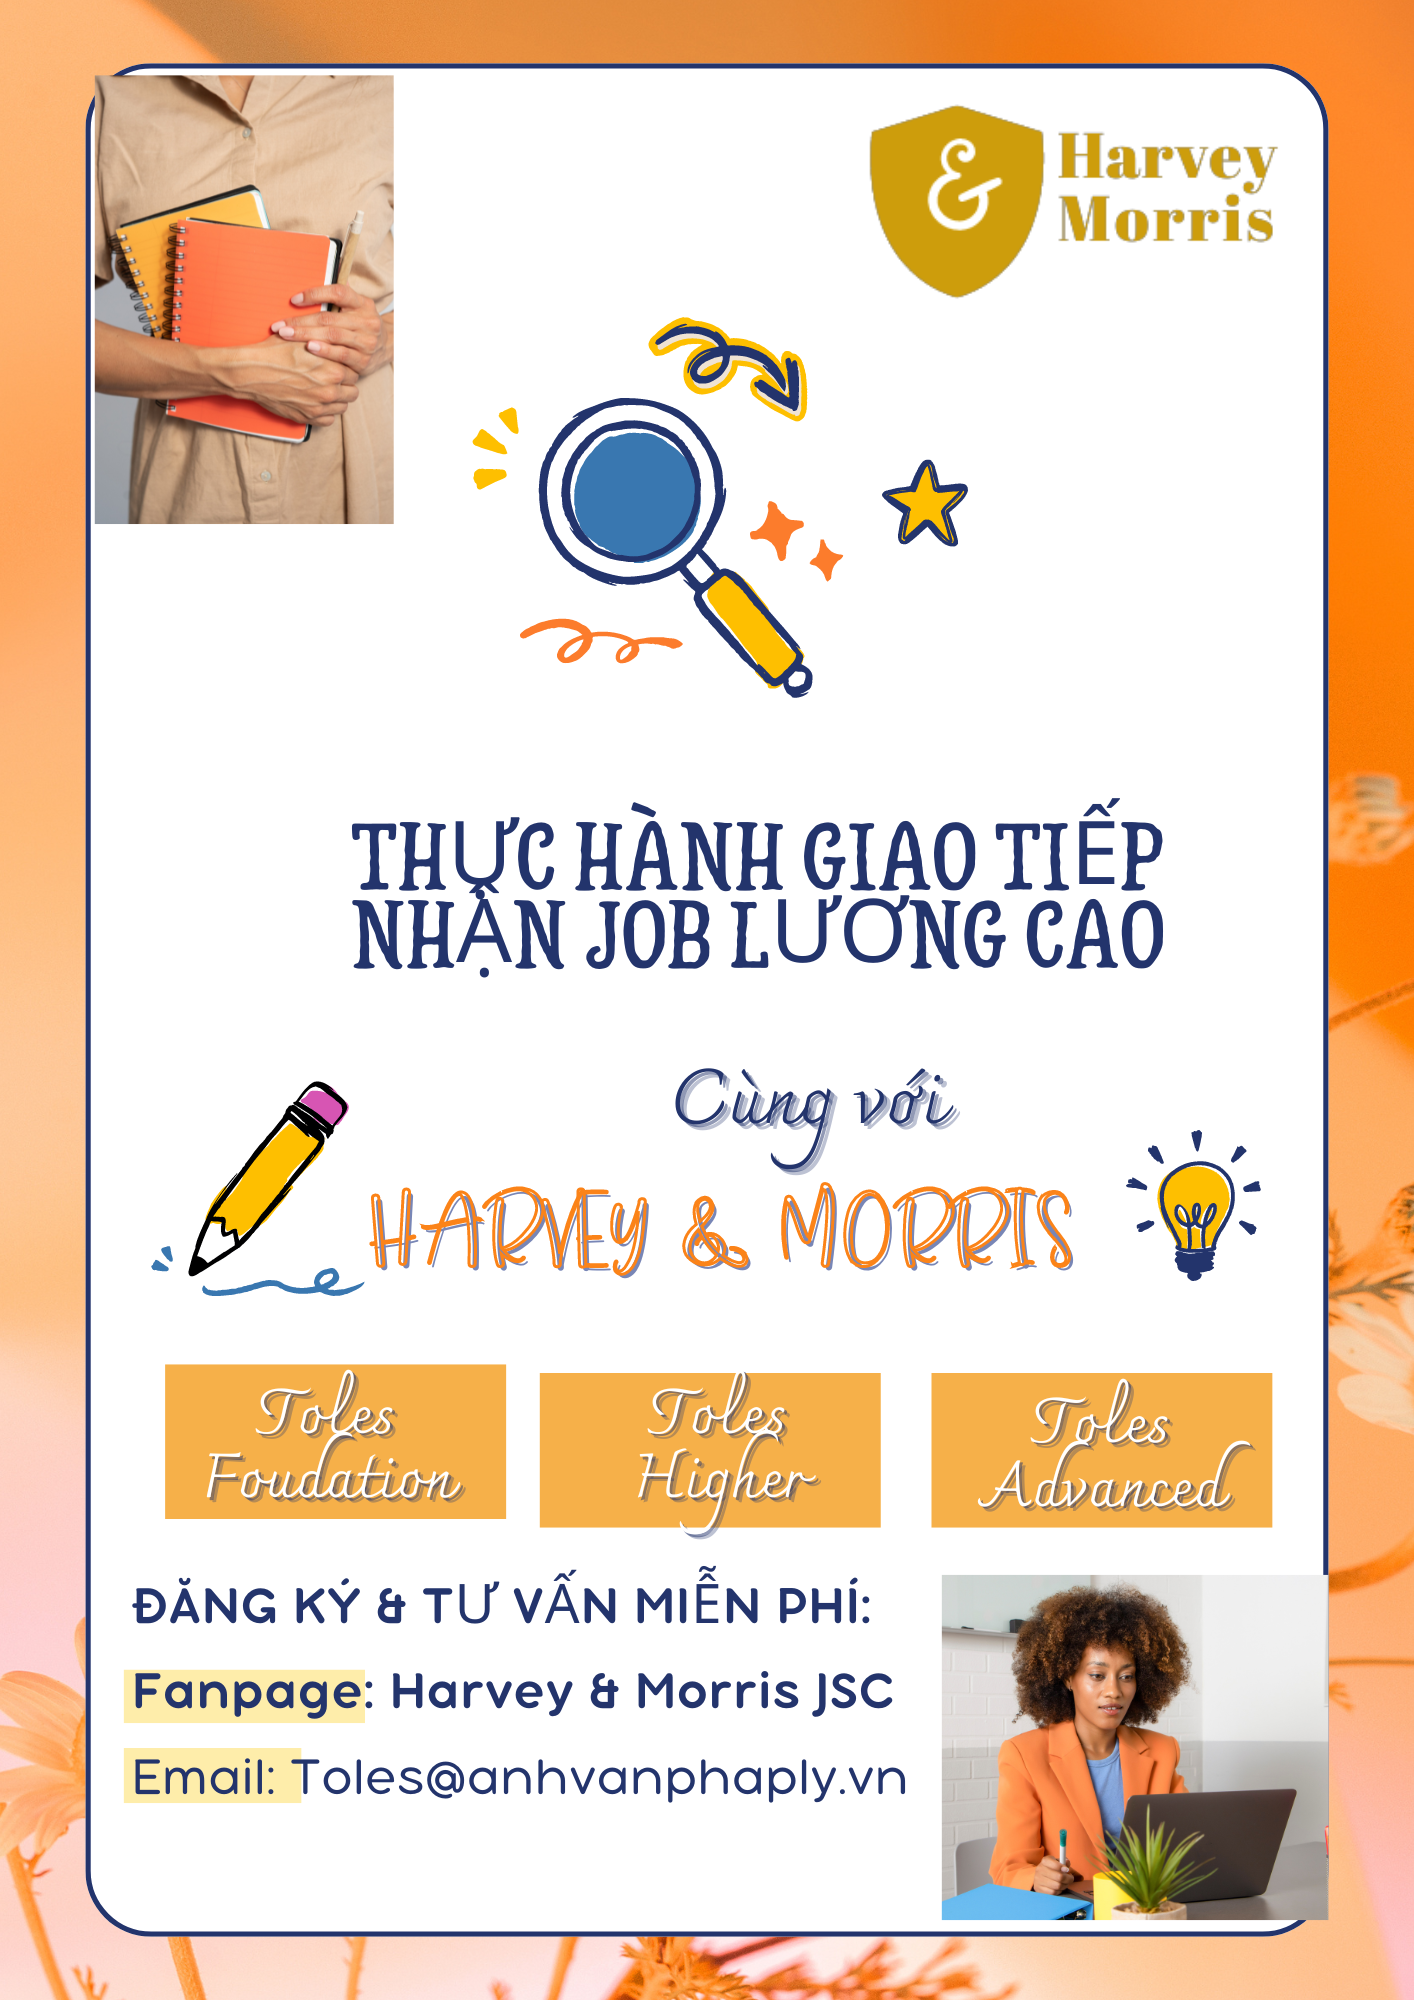 &
Harvey
Morris
THỰC HÀNH GIAO TIẾP
NHẬN JOB LƯƠNG CAO
Cùng với
HARVEY & MORRIS
Toles
Foudation
Toles
Higher
Toles
Advanced
ĐĂNG KÝ & TƯ VẤN MIỄN PHÍ:
Fanpage: Harvey & Morris JSC
Email: Toles@anhvanphaply.vn